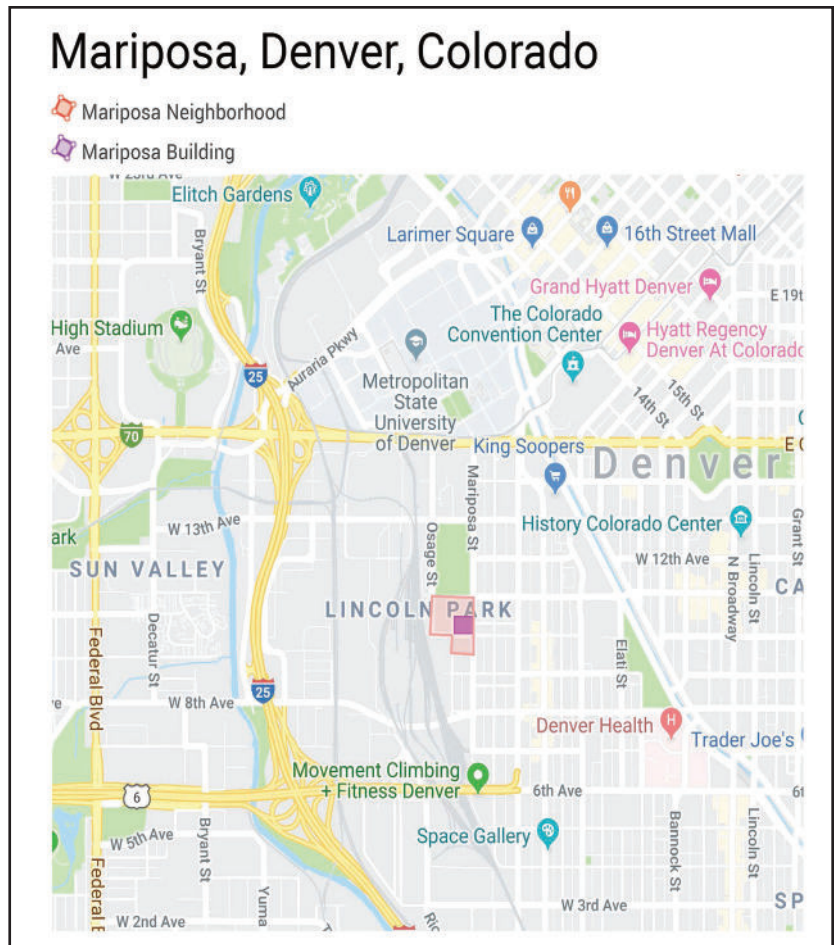 Mariposa, Denver, Colorado
Mariposa Neighborhood
Mariposa Building
W 23rd Ave
Elitch Gardens
Bryant St
Larimer Square
16th Street Mall
Grand Hyatt Denver
E 19t
The Colorado
Convention Center
High Stadium
Hyatt Regency
Denver At Colorado
Ave
Auraria Pkwy
25
Metropolitan
State
University
of Denver
14th St
15th St
70
King Soopers
E C
Denver
Mariposa St
W 13th Ave
Osage St
History Colorado Center
Grant St
ark
W 12th Ave
Lincoln St
N Broadway
SUN VALLEY
CA
LINCOLN PARK
Decatur St
Federal Blvd
Elati St
25
W 8th Ave
Denver Health
H
Trader Joe's
Movement Climbing
+ Fitness Denver
6
6th Ave
6t
Space Gallery
W 5th Ave
Bryant St
Bannock St
Lincoln St
Federal B
Yuma
W 3rd Ave
SP
W 2nd Ave